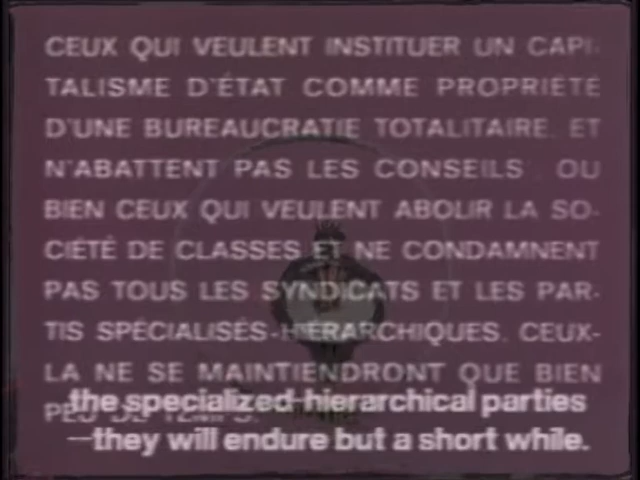 CEUX QUI VEULENT INSTITUER UN CAPI-
TALISME D'ÉTAT COMME PROPRIÉTÉ
D'UNE BUREAUCRATIE TOTALITAIRE, ET
N'ABATTENT PAS LES CONSEILS ; OU
BIEN CEUX QUI VEULENT ABOLIR LA SO-
CIÉTÉ DE CLASSES ET NE CONDAMNENT
PAS TOUS LES SYNDICATS ET LES PAR-
TIS SPÉCIALISÉS-HIÉRARCHIQUES, CEUX-
LA NE SE MAINTIENDRONT QUE BIEN
PEU DE TEMPS.
the specialized-hierarchical parties
—they will endure but a short while.